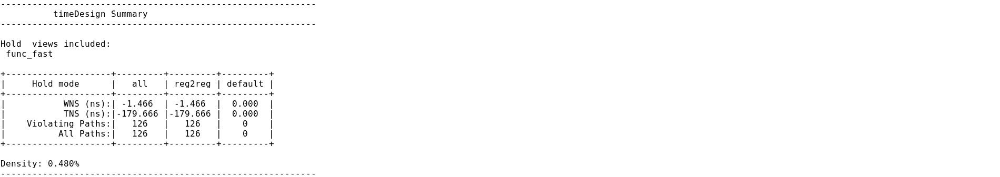 ------------------------------------------------------------
          timeDesign Summary
------------------------------------------------------------

Hold  views included:
 func_fast

+--------------------+---------+---------+---------+
|     Hold mode      |   all   | reg2reg | default |
+--------------------+---------+---------+---------+
|           WNS (ns):| -1.466  | -1.466  |  0.000  |
|           TNS (ns):|-179.666 |-179.666 |  0.000  |
|    Violating Paths:|   126   |   126   |    0    |
|          All Paths:|   126   |   126   |    0    |
+--------------------+---------+---------+---------+

Density: 0.480%
------------------------------------------------------------